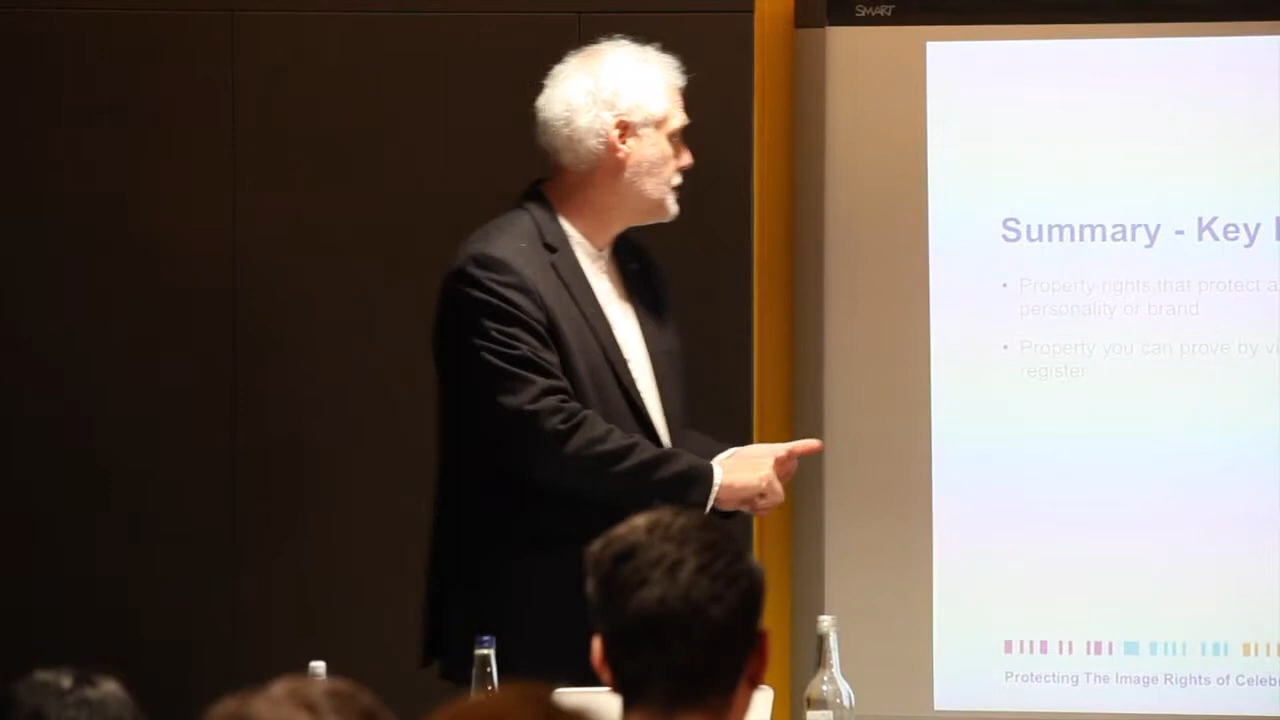 SMART
Summary - Key
• Property rights that protect a
personality or brand
• Property you can prove by v
register
Protecting The Image Rights of Celeb